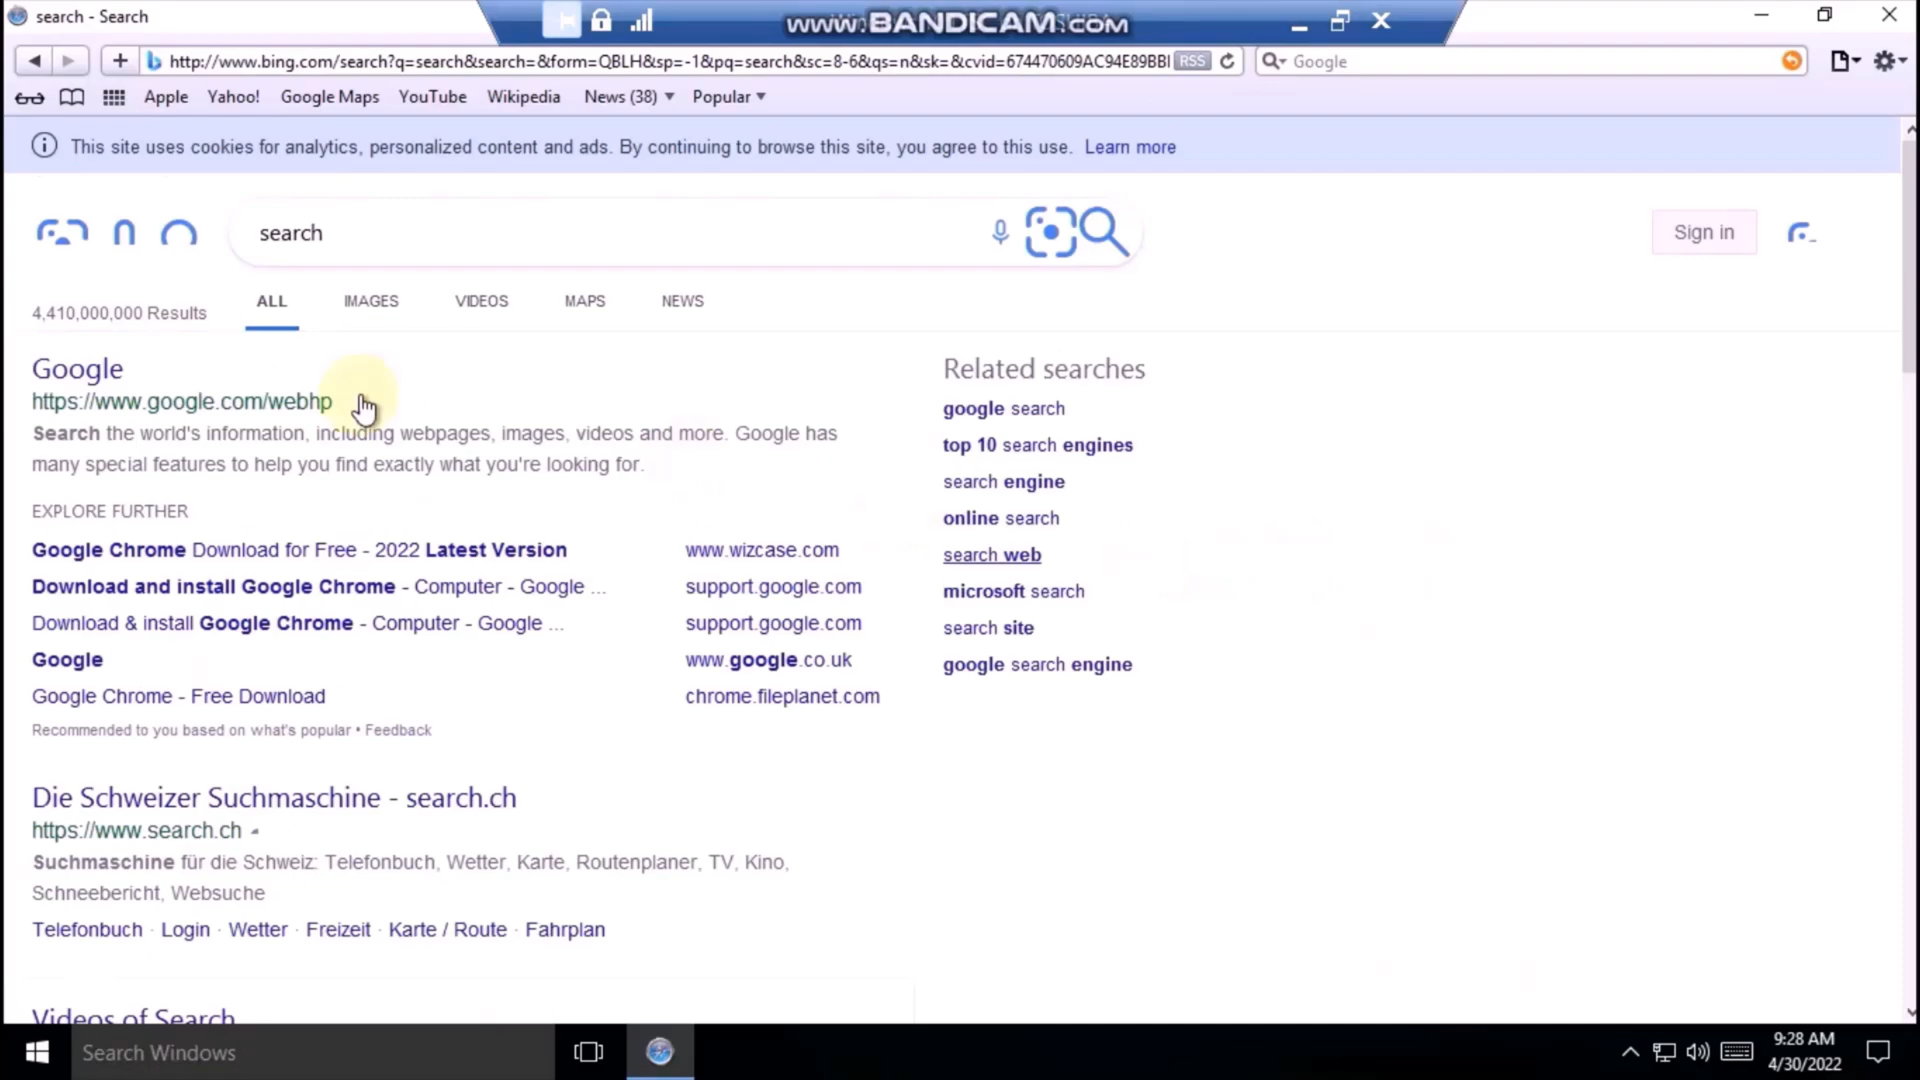 search - Search
www.BANDICAM.com
http://www.bing.com/search?q=search&search=&form=QBLH&sp=-1&pq=search&sc=8-6&qs=n&sk=&cvid=674470609AC94E89BBI
RSS
Google
Apple
Yahoo!
Google Maps
YouTube
Wikipedia
News (38)
Popular
This site uses cookies for analytics, personalized content and ads. By continuing to browse this site, you agree to this use. Learn more
search
Sign in
4,410,000,000 Results
ALL
IMAGES
VIDEOS
MAPS
NEWS
Google
https://www.google.com/webhp
Search the world's information, including webpages, images, videos and more. Google has
many special features to help you find exactly what you're looking for.
EXPLORE FURTHER
Google Chrome Download for Free - 2022 Latest Version www.wizcase.com
Download and install Google Chrome - Computer - Google ... support.google.com
Download & install Google Chrome - Computer - Google ... support.google.com
Google www.google.co.uk
Google Chrome - Free Download chrome.fileplanet.com
Recommended to you based on what's popular • Feedback
Die Schweizer Suchmaschine - search.ch
https://www.search.ch
Suchmaschine für die Schweiz: Telefonbuch, Wetter, Karte, Routenplaner, TV, Kino,
Schneebericht, Websuche
Telefonbuch · Login · Wetter · Freizeit · Karte / Route · Fahrplan
Videos of Search
Related searches
google search
top 10 search engines
search engine
online search
search web
microsoft search
search site
google search engine
Search Windows
9:28 AM
4/30/2022